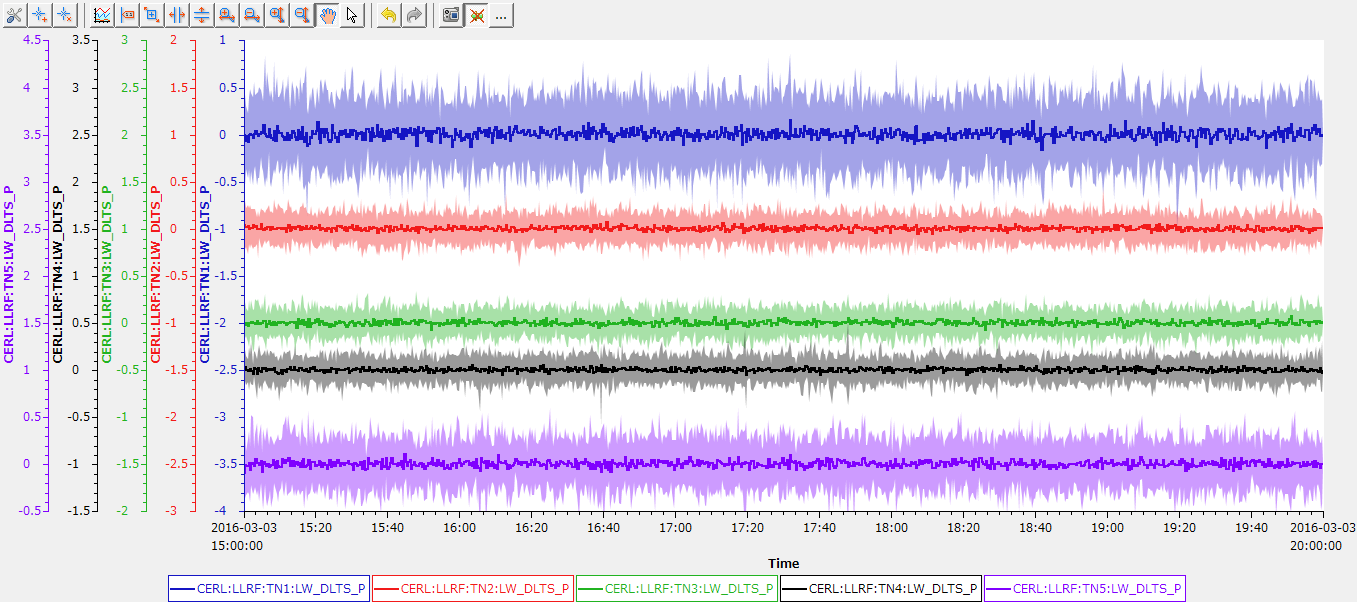 4.5 3.5 3 2 1
4 3 2.5 1.5 0.5
3.5 2.5 2 1 0
3 2 1.5 0.5 -0.5
2.5 1.5 1 0 -1
2 1 0.5 -0.5 -1.5
1.5 0.5 0 -1 -2
1 0 -0.5 -1.5 -2.5
0.5 -0.5 -1 -2 -3
0 -1 -1.5 -2.5 -3.5
-0.5 -1.5 -2 -3 -4
CERL:LLRF:TN5:LW_DLTS_P
CERL:LLRF:TN4:LW_DLTS_P
CERL:LLRF:TN3:LW_DLTS_P
CERL:LLRF:TN2:LW_DLTS_P
CERL:LLRF:TN1:LW_DLTS_P
2016-03-03 15:20 15:40 16:00 16:20 16:40 17:00 17:20 17:40 18:00 18:20 18:40 19:00 19:20 19:40 2016-03-03
15:00:00 20:00:00
Time
CERL:LLRF:TN1:LW_DLTS_P CERL:LLRF:TN2:LW_DLTS_P CERL:LLRF:TN3:LW_DLTS_P CERL:LLRF:TN4:LW_DLTS_P CERL:LLRF:TN5:LW_DLTS_P